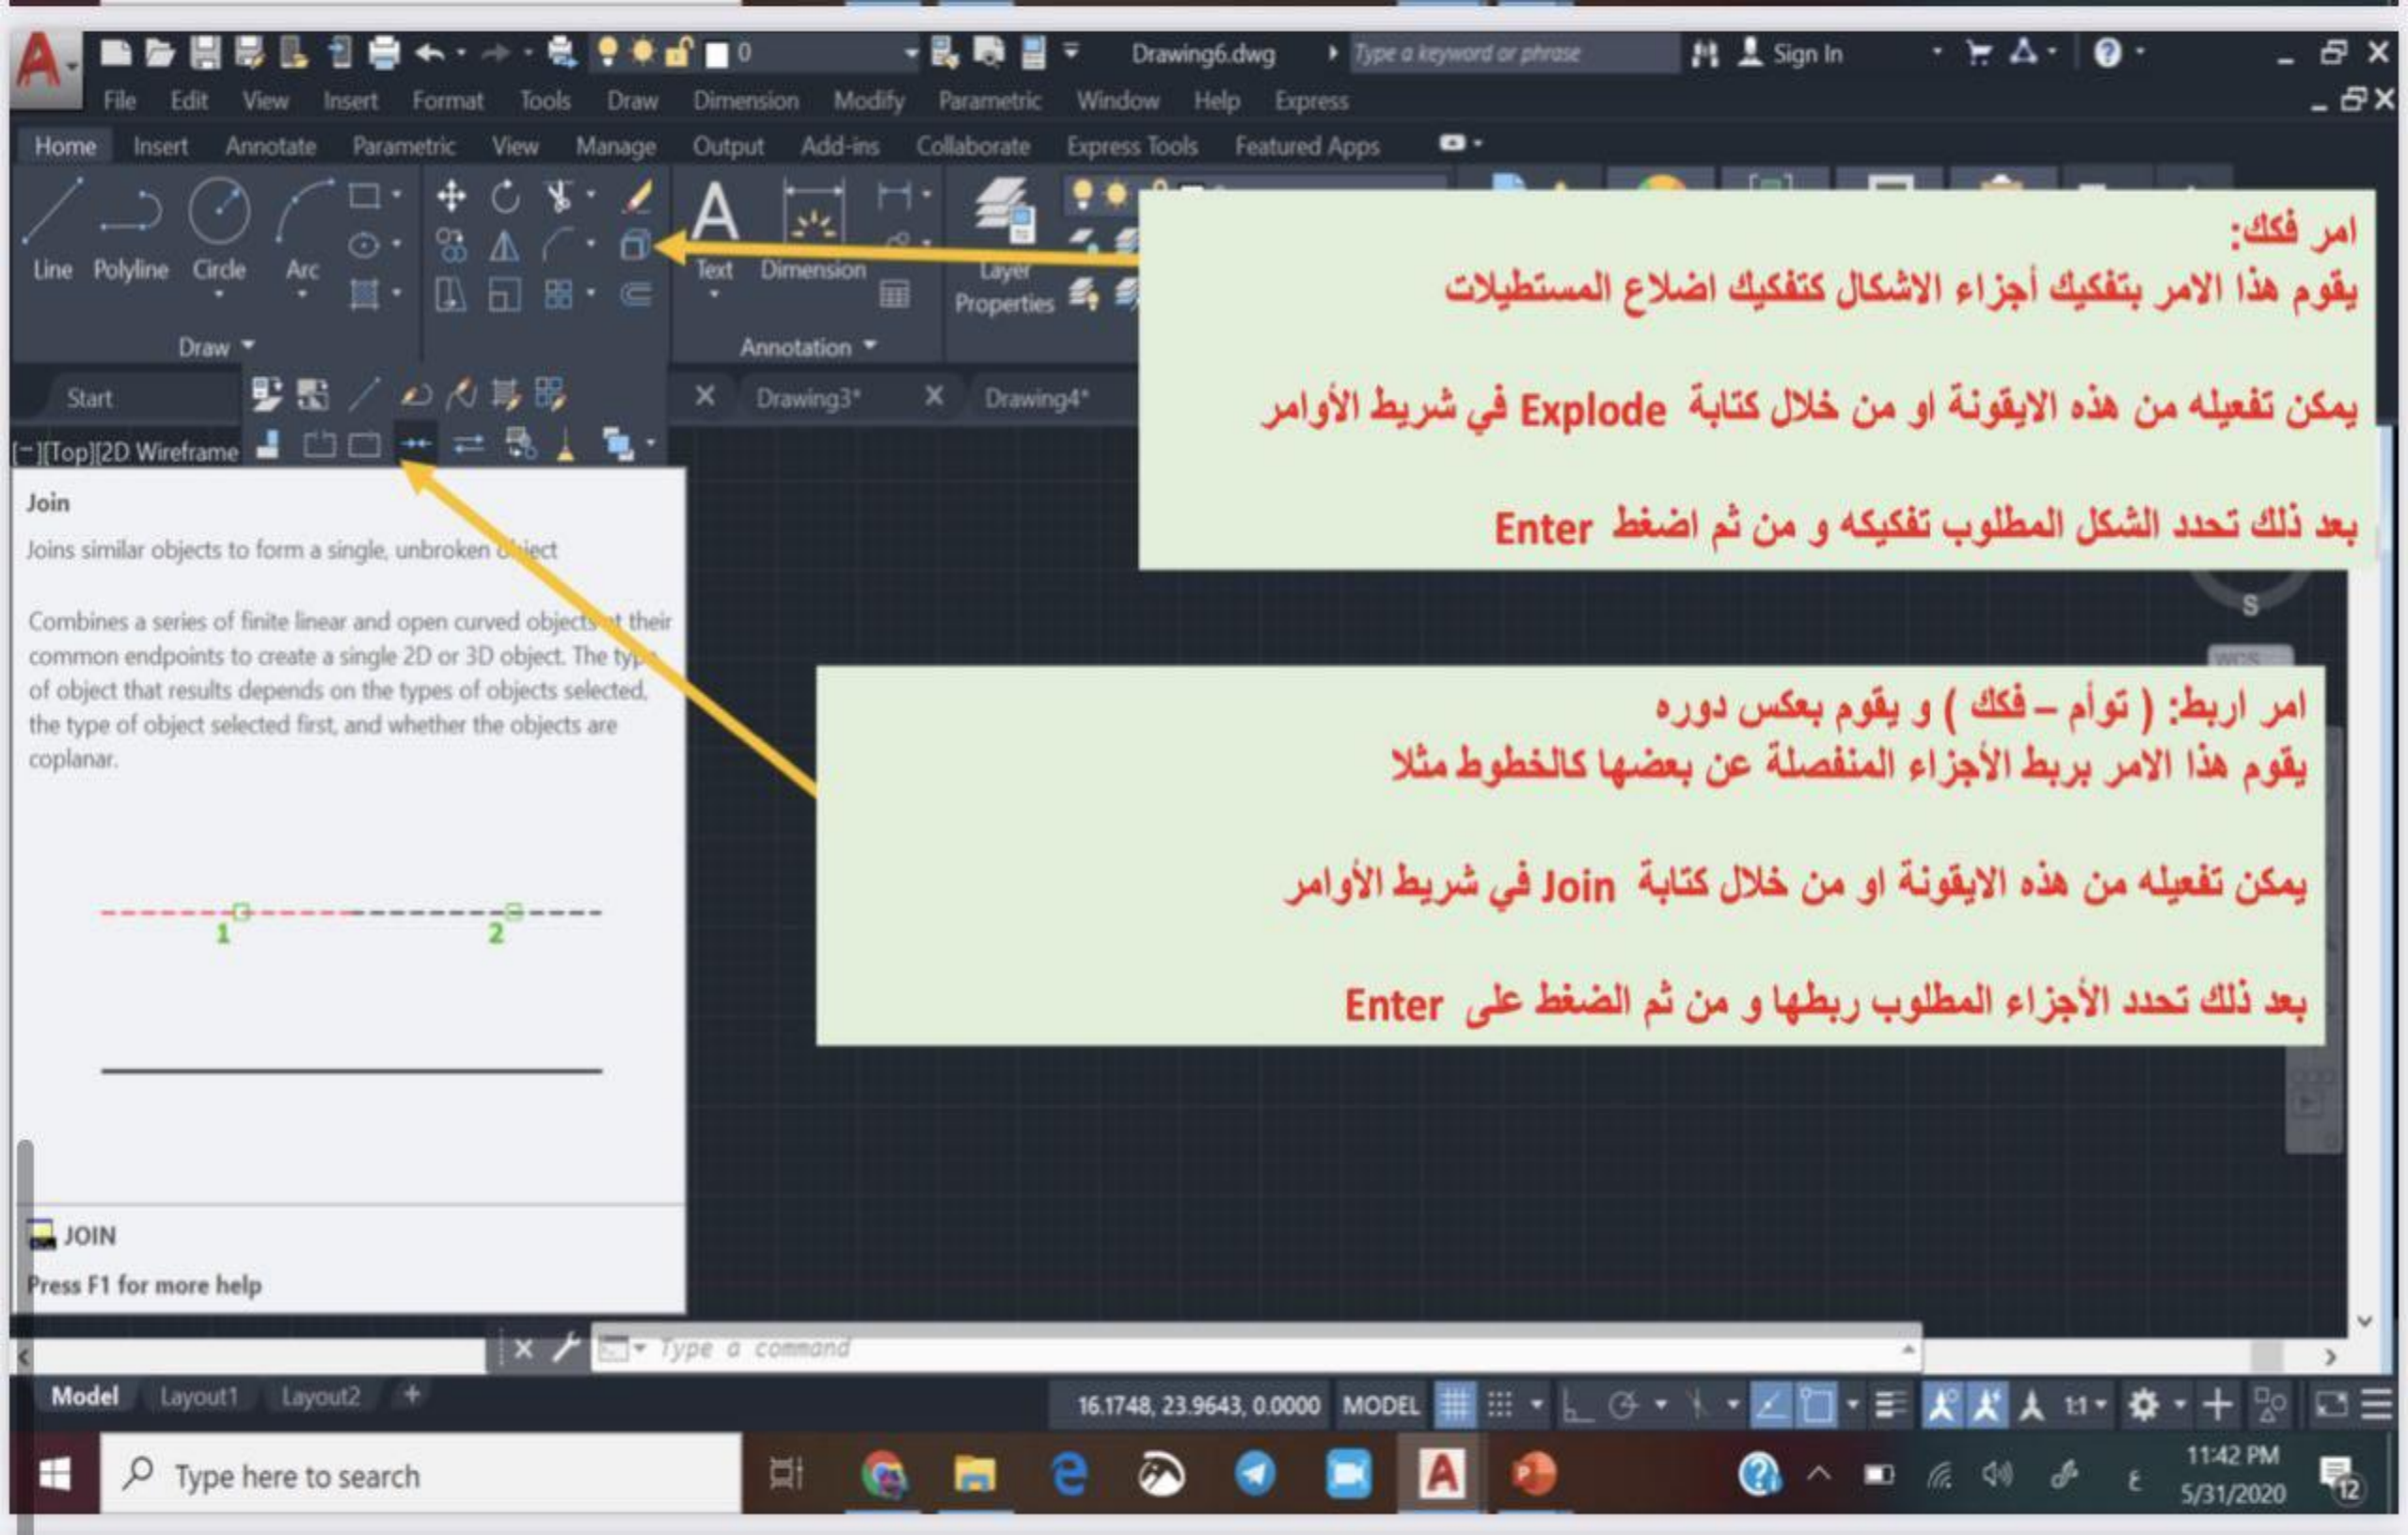 0
Drawing6.dwg
Type a keyword or phrase
Sign In
File Edit View Insert Format Tools Draw Dimension Modify Parametric Window Help Express
Home Insert Annotate Parametric View Manage Output Add-ins Collaborate Express Tools Featured Apps
Line Polyline Circle Arc
Text Dimension
Layer
Properties
Draw
Annotation
Start
Drawing3*
Drawing4*
[−][Top][2D Wireframe
امر فكك:
يقوم هذا الامر بتفكيك أجزاء الاشكال كتفكيك اضلاع المستطيلات
يمكن تفعيله من هذه الايقونة او من خلال كتابة Explode في شريط الأوامر
بعد ذلك تحدد الشكل المطلوب تفكيكه و من ثم اضغط Enter
Join
Joins similar objects to form a single, unbroken object
Combines a series of finite linear and open curved objects at their
common endpoints to create a single 2D or 3D object. The type
of object that results depends on the types of objects selected,
the type of object selected first, and whether the objects are
coplanar.
1
2
JOIN
Press F1 for more help
S
WCS
امر اربط: ( توأم – فكك ) و يقوم بعكس دوره
يقوم هذا الامر بربط الأجزاء المنفصلة عن بعضها كالخطوط مثلا
يمكن تفعيله من هذه الايقونة او من خلال كتابة Join في شريط الأوامر
بعد ذلك تحدد الأجزاء المطلوب ربطها و من ثم الضغط على Enter
Type a command
Model Layout1 Layout2 +
16.1748, 23.9643, 0.0000 MODEL
1:1
Type here to search
ع
11:42 PM
5/31/2020
12